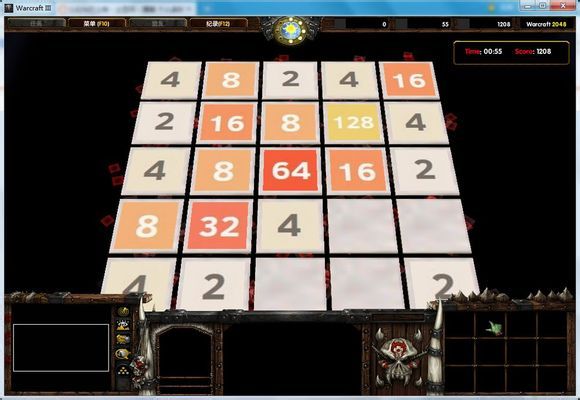 Warcraft III
菜单 (F10)
纪录(F12)
0
55
1208
Warcraft 2048
Time: 00:55 Score: 1208
4 8 2 4 16
2 16 8 128 4
4 8 64 16 2
8 32 4
4 2 2